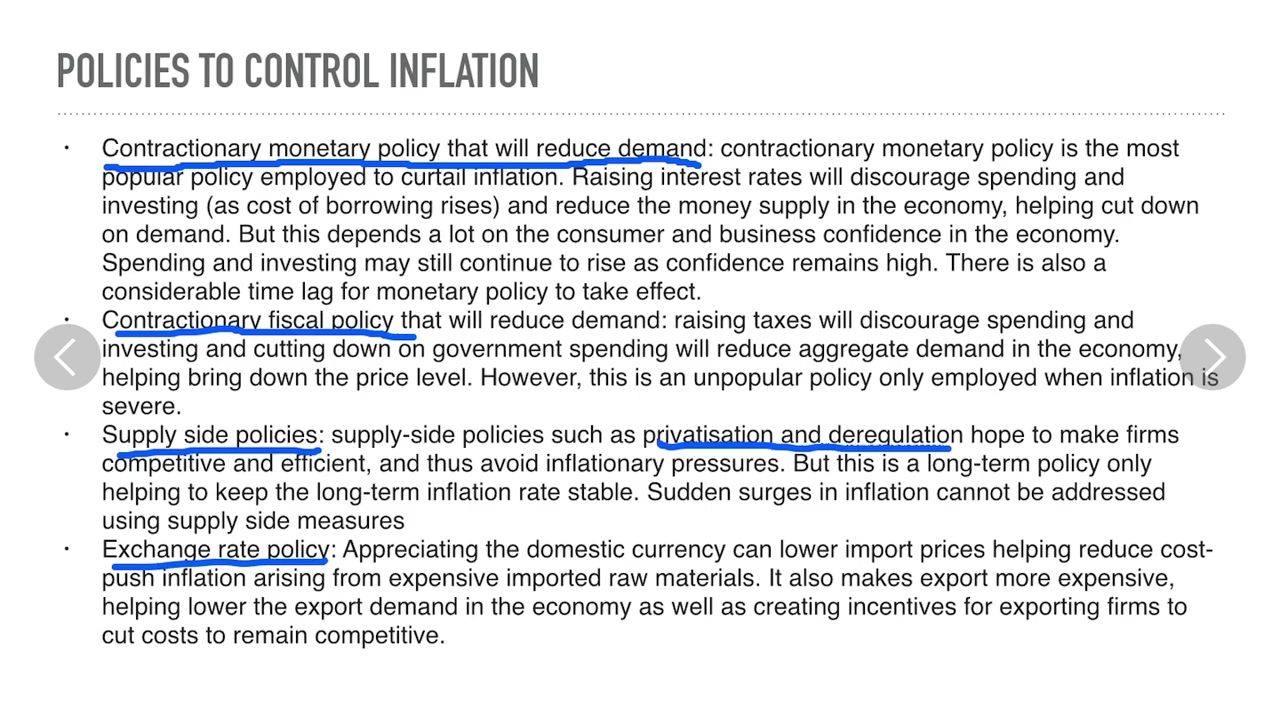 POLICIES TO CONTROL INFLATION
· Contractionary monetary policy that will reduce demand: contractionary monetary policy is the most
popular policy employed to curtail inflation. Raising interest rates will discourage spending and
investing (as cost of borrowing rises) and reduce the money supply in the economy, helping cut down
on demand. But this depends a lot on the consumer and business confidence in the economy.
Spending and investing may still continue to rise as confidence remains high. There is also a
considerable time lag for monetary policy to take effect.
· Contractionary fiscal policy that will reduce demand: raising taxes will discourage spending and
investing and cutting down on government spending will reduce aggregate demand in the economy,
helping bring down the price level. However, this is an unpopular policy only employed when inflation is
severe.
· Supply side policies: supply-side policies such as privatisation and deregulation hope to make firms
competitive and efficient, and thus avoid inflationary pressures. But this is a long-term policy only
helping to keep the long-term inflation rate stable. Sudden surges in inflation cannot be addressed
using supply side measures
· Exchange rate policy: Appreciating the domestic currency can lower import prices helping reduce cost-
push inflation arising from expensive imported raw materials. It also makes export more expensive,
helping lower the export demand in the economy as well as creating incentives for exporting firms to
cut costs to remain competitive.